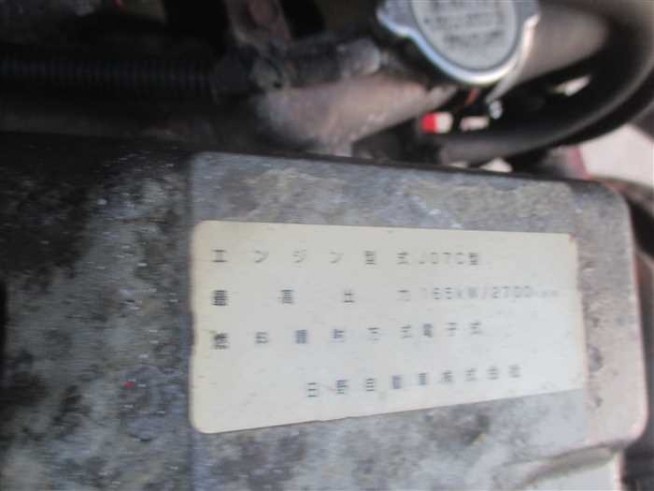 エンジン型式J07C型
最高出力165kW/2700
燃料噴射方式電子式
日野自動車株式会社